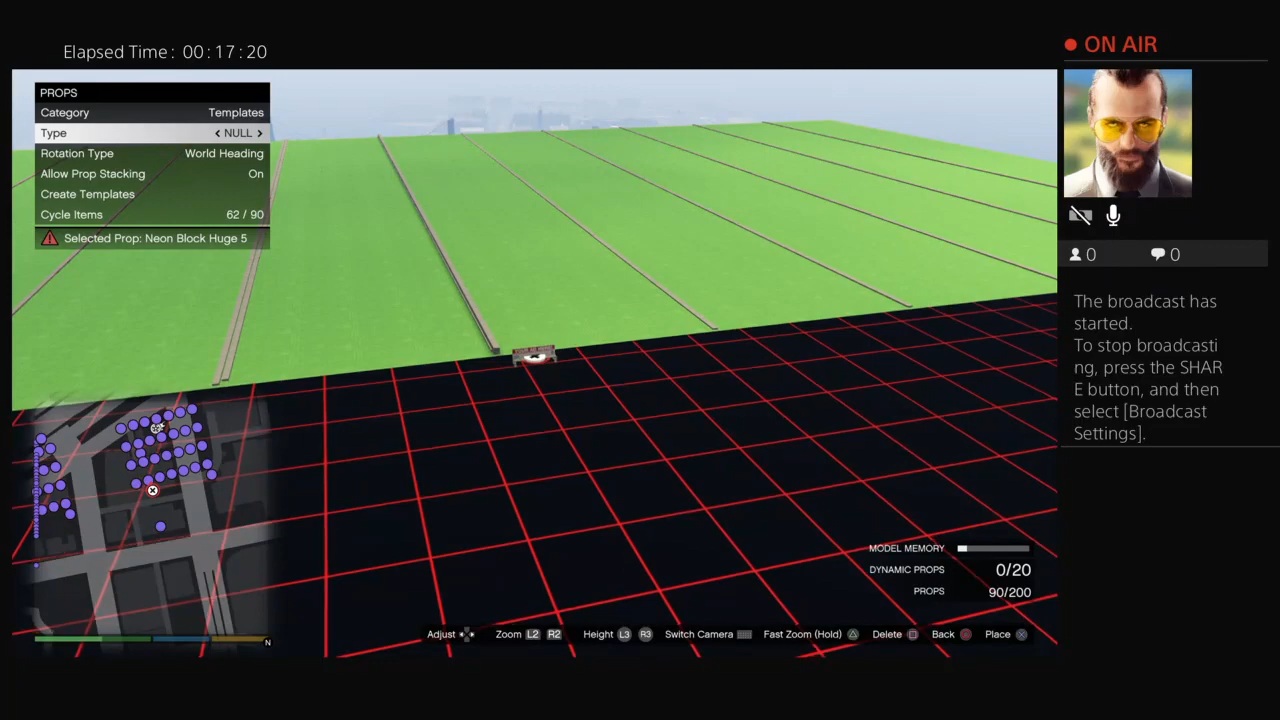 Elapsed Time: 00:17:20
ON AIR
PROPS
Category Templates
Type < NULL >
Rotation Type World Heading
Allow Prop Stacking On
Create Templates
Cycle Items 62 / 90
Selected Prop: Neon Block Huge 5
0 0
The broadcast has
started.
To stop broadcasti
ng, press the SHAR
E button, and then
select [Broadcast
Settings].
MODEL MEMORY
DYNAMIC PROPS 0/20
PROPS 90/200
N
Adjust Zoom L2 R2 Height L3 R3 Switch Camera Fast Zoom (Hold) Delete Back Place